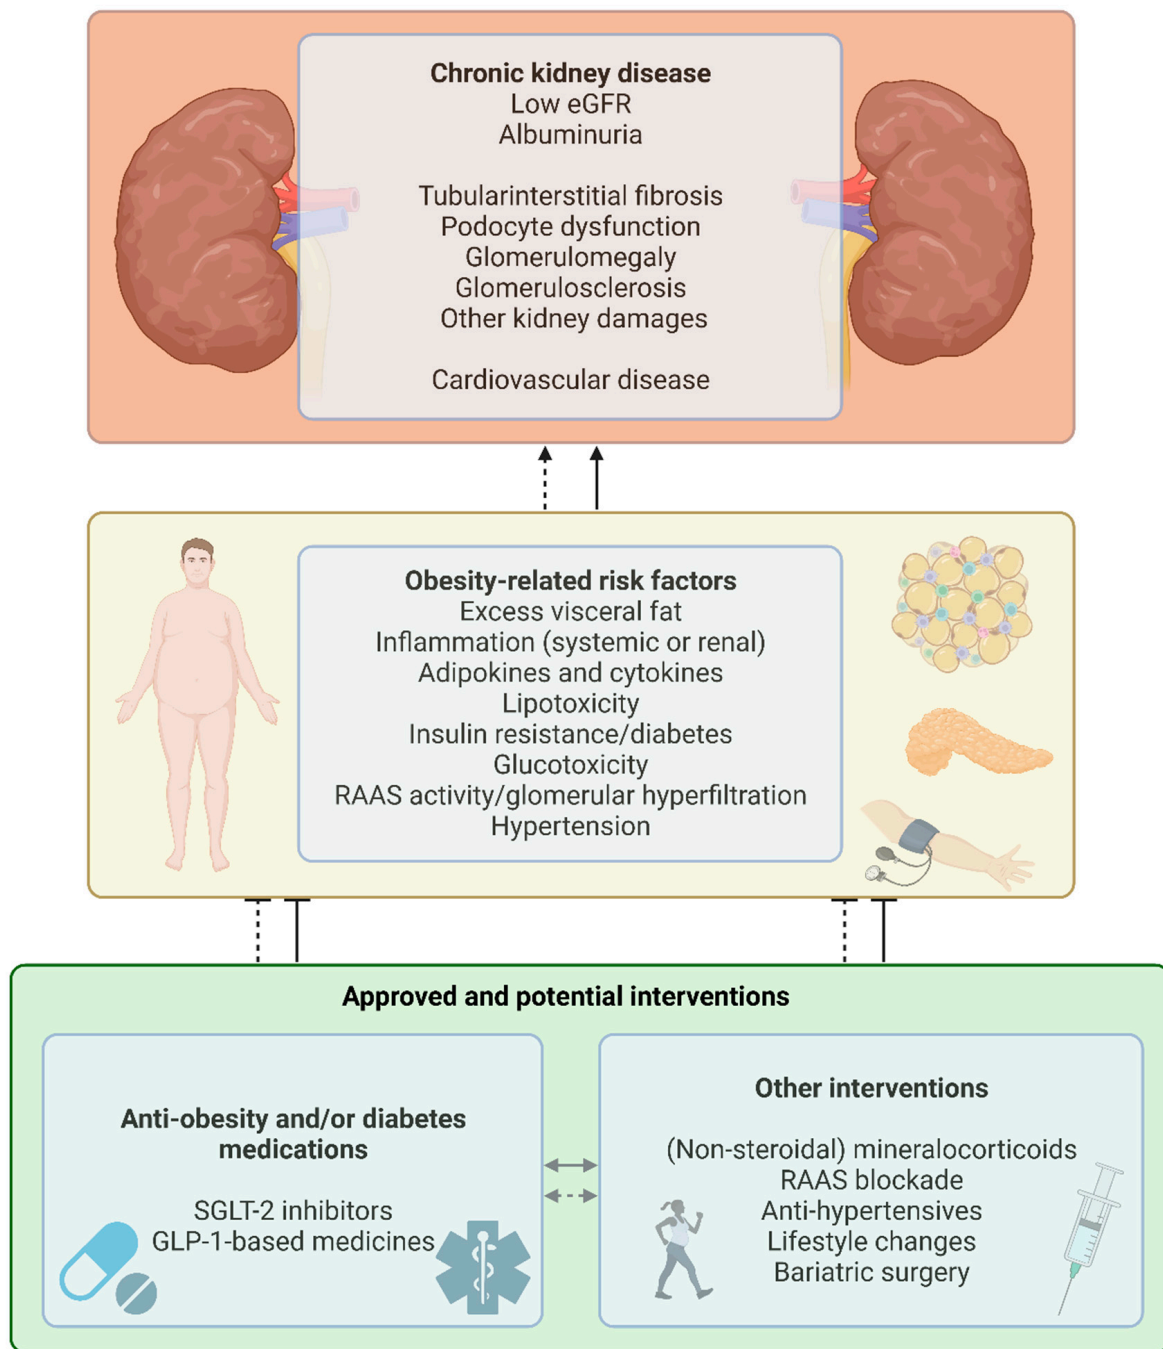 Chronic kidney disease
Low eGFR
Albuminuria
Tubularinterstitial fibrosis
Podocyte dysfunction
Glomerulomegaly
Glomerulosclerosis
Other kidney damages
Cardiovascular disease
Obesity-related risk factors
Excess visceral fat
Inflammation (systemic or renal)
Adipokines and cytokines
Lipotoxicity
Insulin resistance/diabetes
Glucotoxicity
RAAS activity/glomerular hyperfiltration
Hypertension
Approved and potential interventions
Anti-obesity and/or diabetes
medications
SGLT-2 inhibitors
GLP-1-based medicines
Other interventions
(Non-steroidal) mineralocorticoids
RAAS blockade
Anti-hypertensives
Lifestyle changes
Bariatric surgery